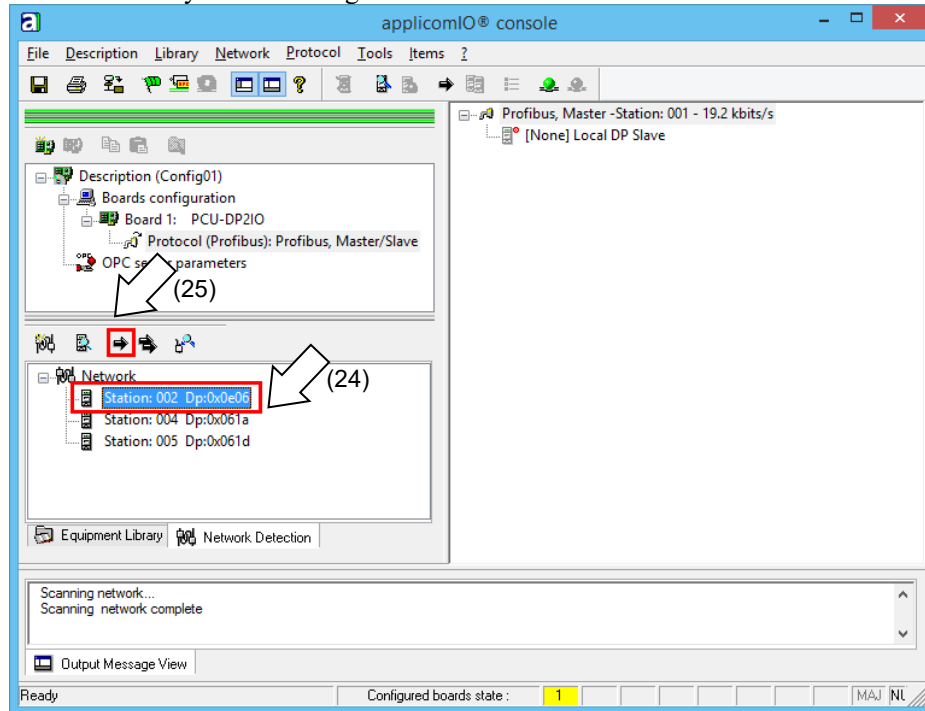 applicomIO® console
File Description Library Network Protocol Tools Items ?
Profibus, Master -Station: 001 - 19.2 kbits/s
[None] Local DP Slave
Description (Config01)
Boards configuration
Board 1: PCU-DP2IO
Protocol (Profibus): Profibus, Master/Slave
OPC server parameters
(25)
Network
(24)
Station: 002 Dp:0x0e06
Station: 004 Dp:0x061a
Station: 005 Dp:0x061d
Equipment Library Network Detection
Scanning network...
Scanning network complete
Output Message View
Ready Configured boards state : 1 MAJ